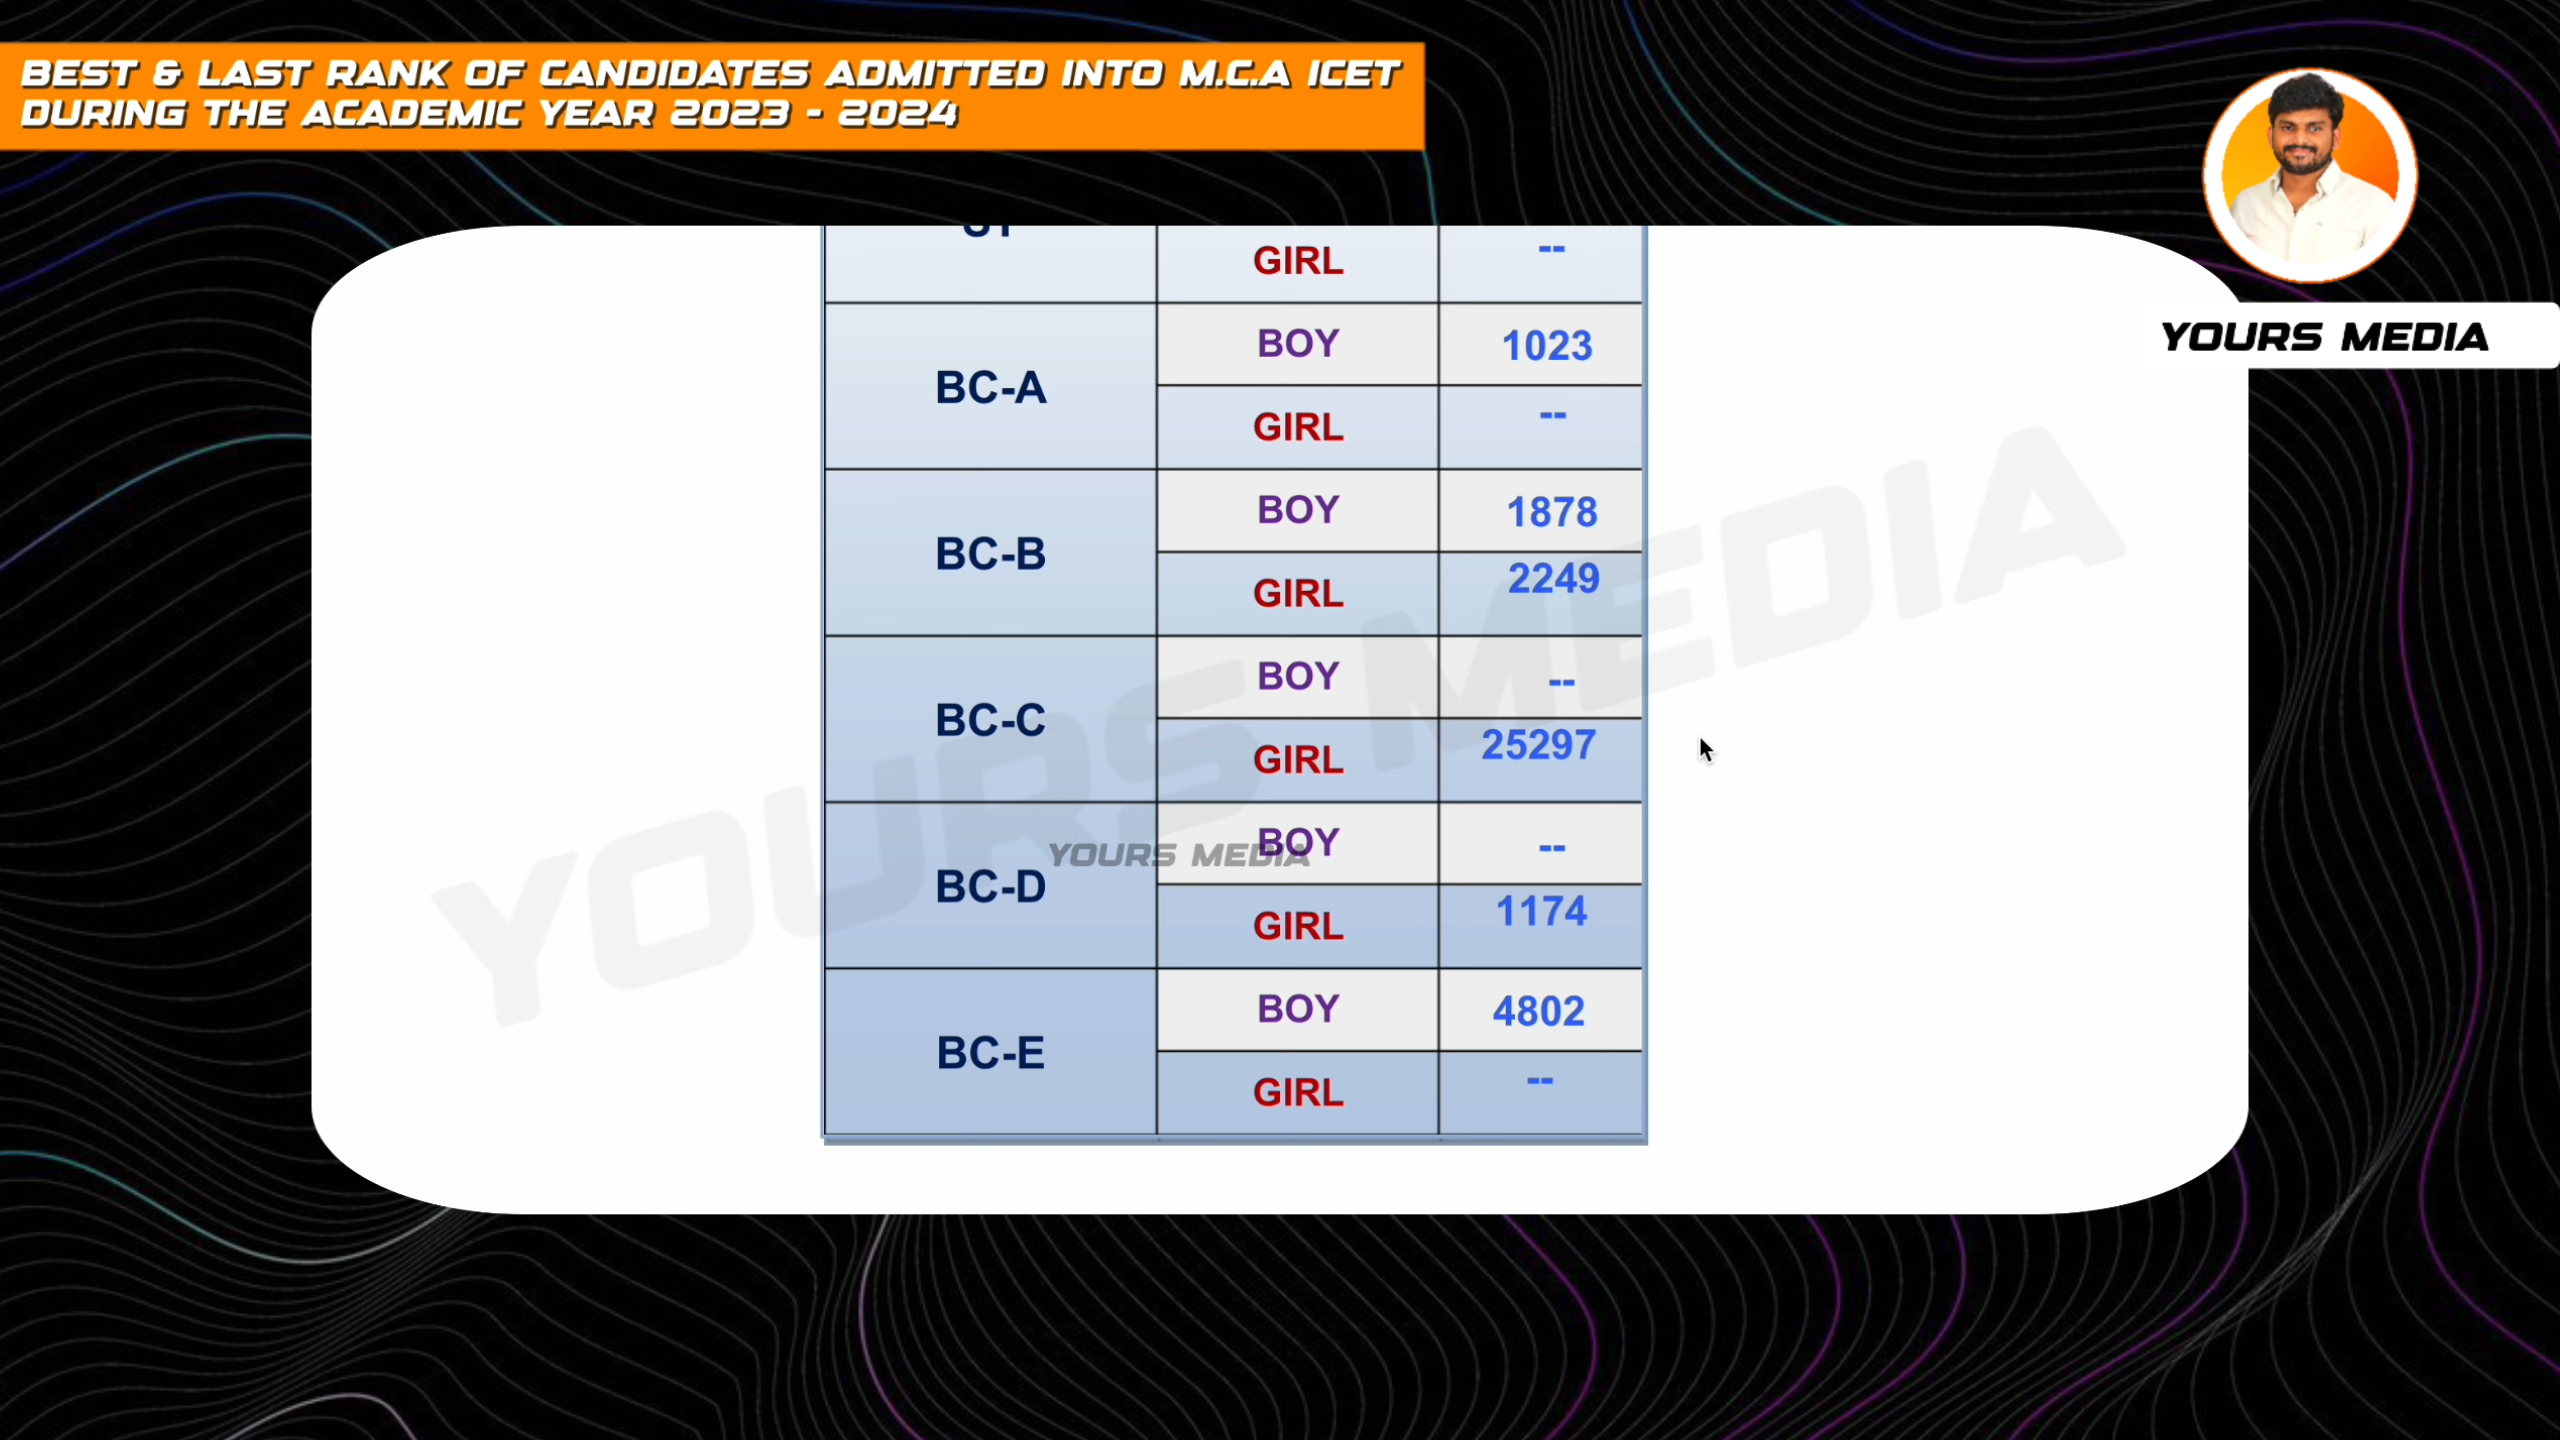 BEST & LAST RANK OF CANDIDATES ADMITTED INTO M.C.A ICET
DURING THE ACADEMIC YEAR 2023 - 2024
YOURS MEDIA
GIRL --
BC-A BOY 1023
GIRL --
BC-B BOY 1878
GIRL 2249
BC-C BOY --
GIRL 25297
BC-D BOY --
GIRL 1174
BC-E BOY 4802
GIRL --
YOURS MEDIA
YOURS MEDIA